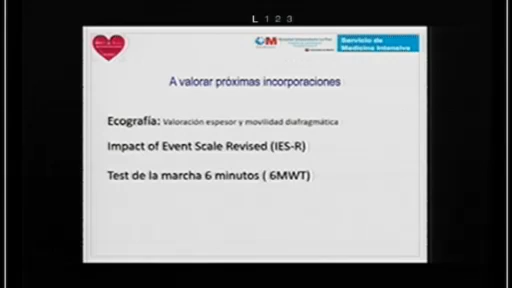 L 1 2 3
Servicio de
Medicina Intensiva
A valorar próximas incorporaciones
Ecografía: Valoración espesor y movilidad diafragmática
Impact of Event Scale Revised (IES-R)
Test de la marcha 6 minutos ( 6MWT)